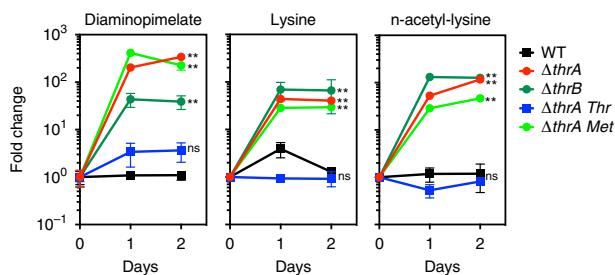 Diaminopimelate
Lysine
n-acetyl-lysine
Fold change
10³
10²
10¹
10⁰
10⁻¹
**
**
**
ns
**
**
**
ns
**
**
**
ns
0 1 2
0 1 2
0 1 2
Days
Days
Days
WT
ΔthrA
ΔthrB
ΔthrA Thr
ΔthrA Met